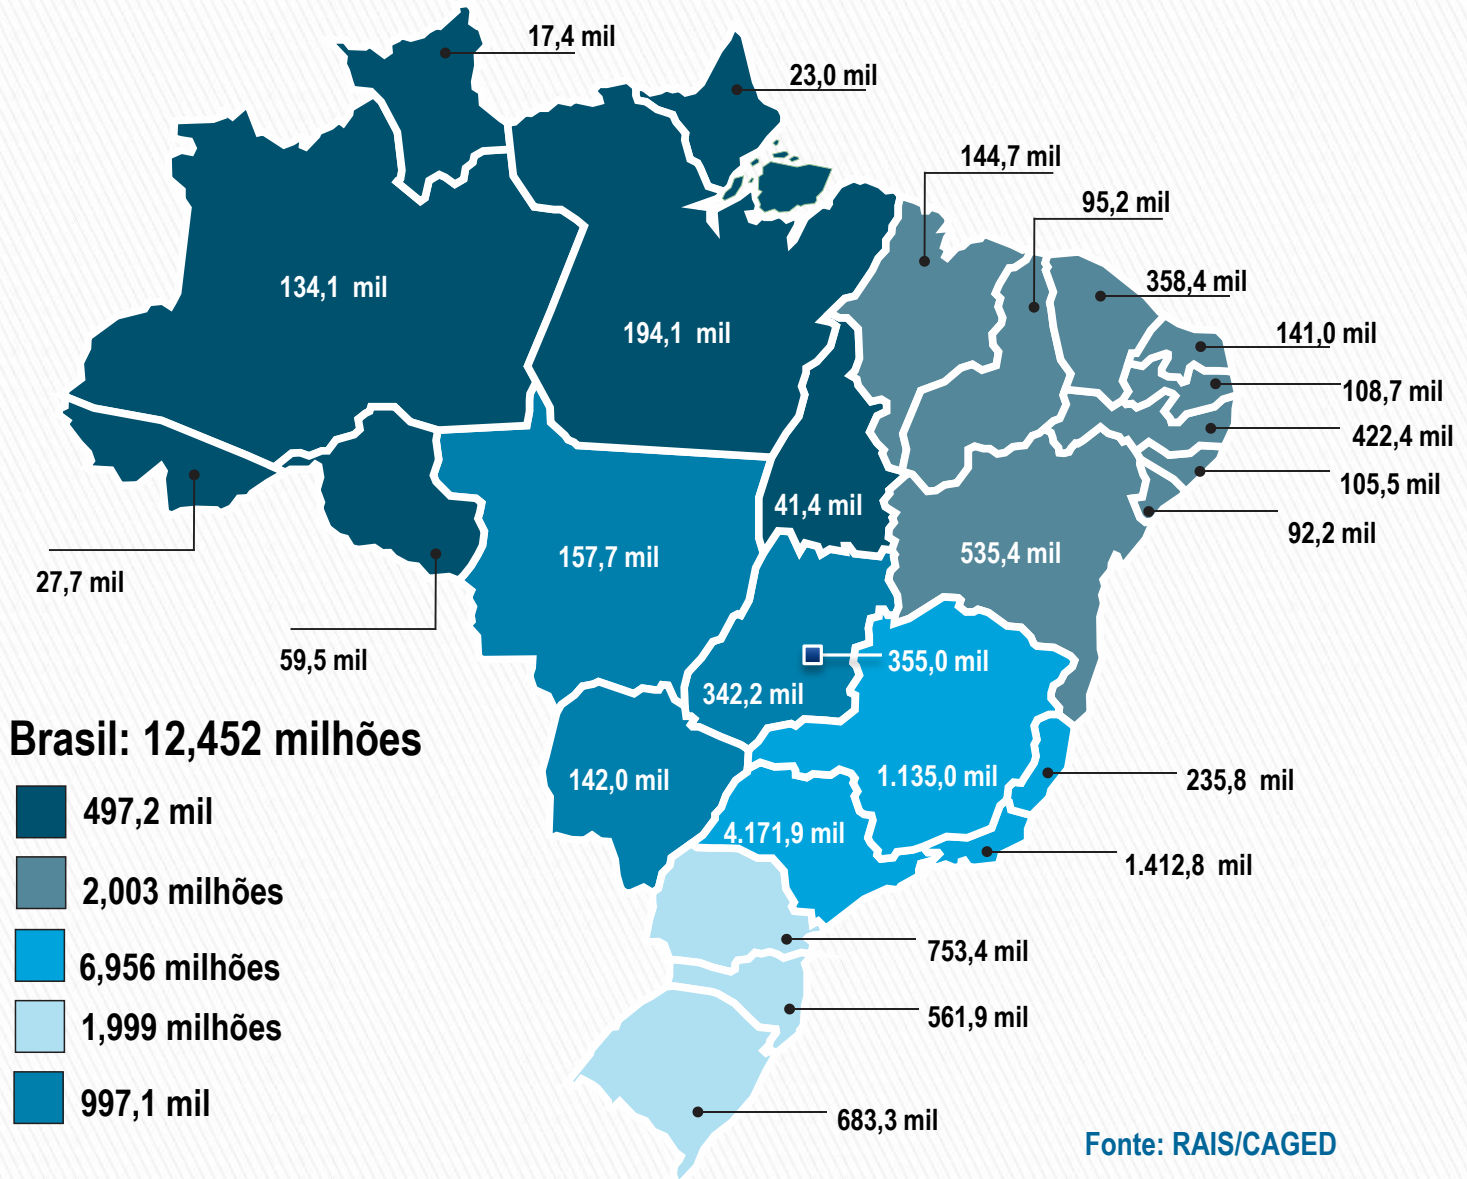 17,4 mil
23,0 mil
144,7 mil
95,2 mil
358,4 mil
134,1 mil
194,1 mil
141,0 mil
108,7 mil
422,4 mil
105,5 mil
41,4 mil
92,2 mil
157,7 mil
535,4 mil
27,7 mil
59,5 mil
355,0 mil
342,2 mil
Brasil: 12,452 milhões
142,0 mil
1.135,0 mil
235,8 mil
497,2 mil
4.171,9 mil
1.412,8 mil
2,003 milhões
753,4 mil
6,956 milhões
561,9 mil
1,999 milhões
997,1 mil
683,3 mil
Fonte: RAIS/CAGED